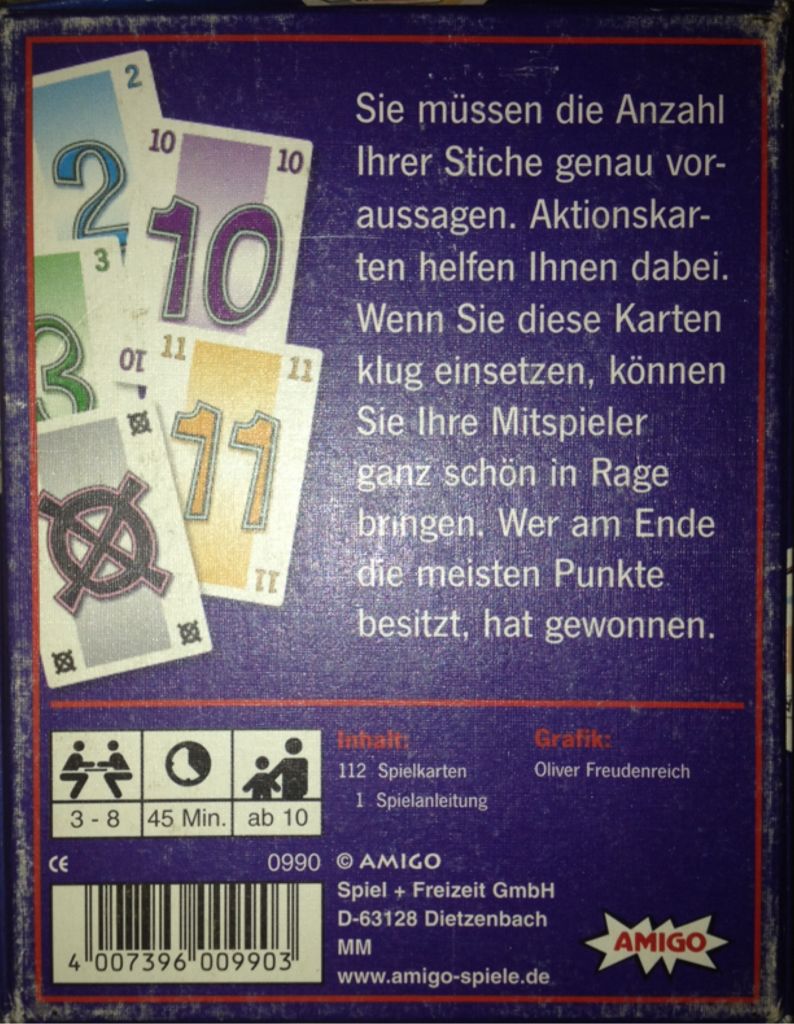 2
2
10
10
10
3
3
10
11
11
11
11
Sie müssen die Anzahl
Ihrer Stiche genau vor-
aussagen. Aktionskar-
ten helfen Ihnen dabei.
Wenn Sie diese Karten
klug einsetzen, können
Sie Ihre Mitspieler
ganz schön in Rage
bringen. Wer am Ende
die meisten Punkte
besitzt, hat gewonnen.
3 - 8 45 Min. ab 10
Inhalt:
112 Spielkarten
1 Spielanleitung
Grafik:
Oliver Freudenreich
CE 0990
4 007396 009903
© AMIGO
Spiel + Freizeit GmbH
D-63128 Dietzenbach
MM
www.amigo-spiele.de
AMIGO